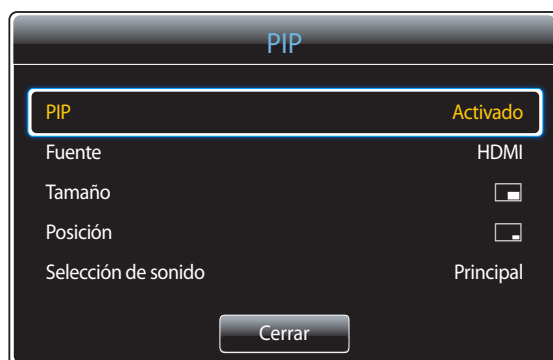 PIP
PIP Activado
Fuente HDMI
Tamaño
Posición
Selección de sonido Principal
Cerrar